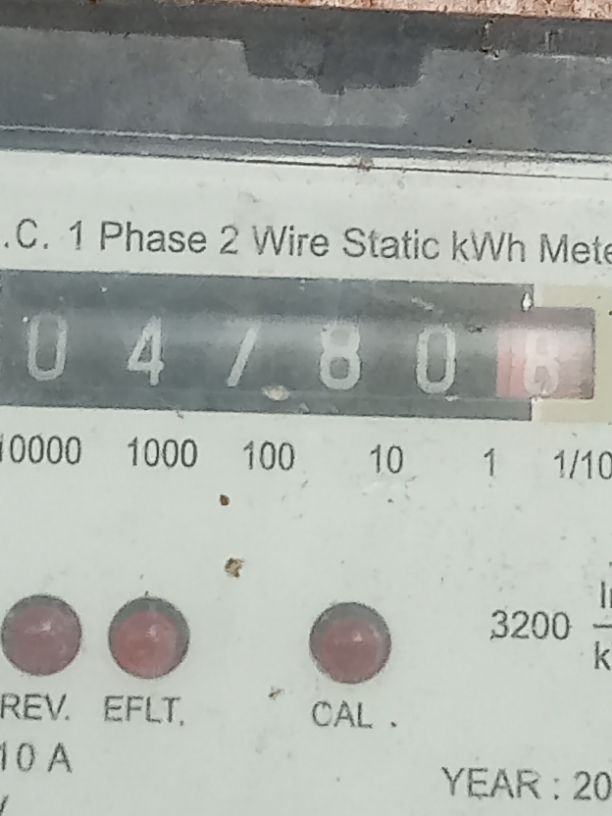 .C. 1 Phase 2 Wire Static kWh Mete
0 4 7 8 0 8
10000 1000 100 10 1 1/10
3200
REV. EFLT. CAL .
10 A
YEAR : 20